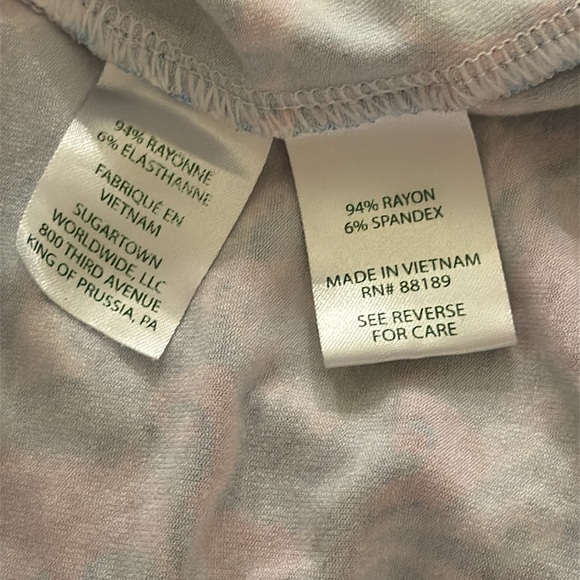 94% RAYONNE
6% ÉLASTHANNE
FABRIQUÉ EN
VIETNAM
SUGARTOWN
WORLDWIDE, LLC
800 THIRD AVENUE
KING OF PRUSSIA, PA
94% RAYON
6% SPANDEX
MADE IN VIETNAM
RN# 88189
SEE REVERSE
FOR CARE